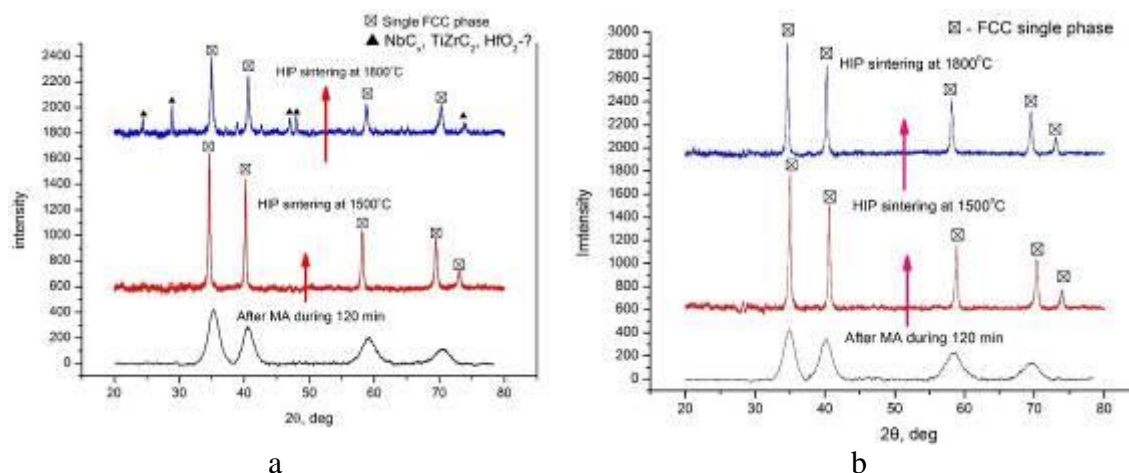 ☒ Single FCC phase
▲ NbCₓ, TiZrC₂, HfO₂-?
HIP sintering at 1800°C
HIP sintering at 1500°C
After MA during 120 min
intensity
2400
2200
2000
1800
1600
1400
1200
1000
800
600
400
200
0
20 30 40 50 60 70 80
2θ, deg
a
☒ - FCC single phase
HIP sintering at 1800°C
HIP sintering at 1500°C
After MA during 120 min
Intensity
3000
2800
2600
2400
2200
2000
1800
1600
1400
1200
1000
800
600
400
200
0
20 30 40 50 60 70 80
2θ, deg
b